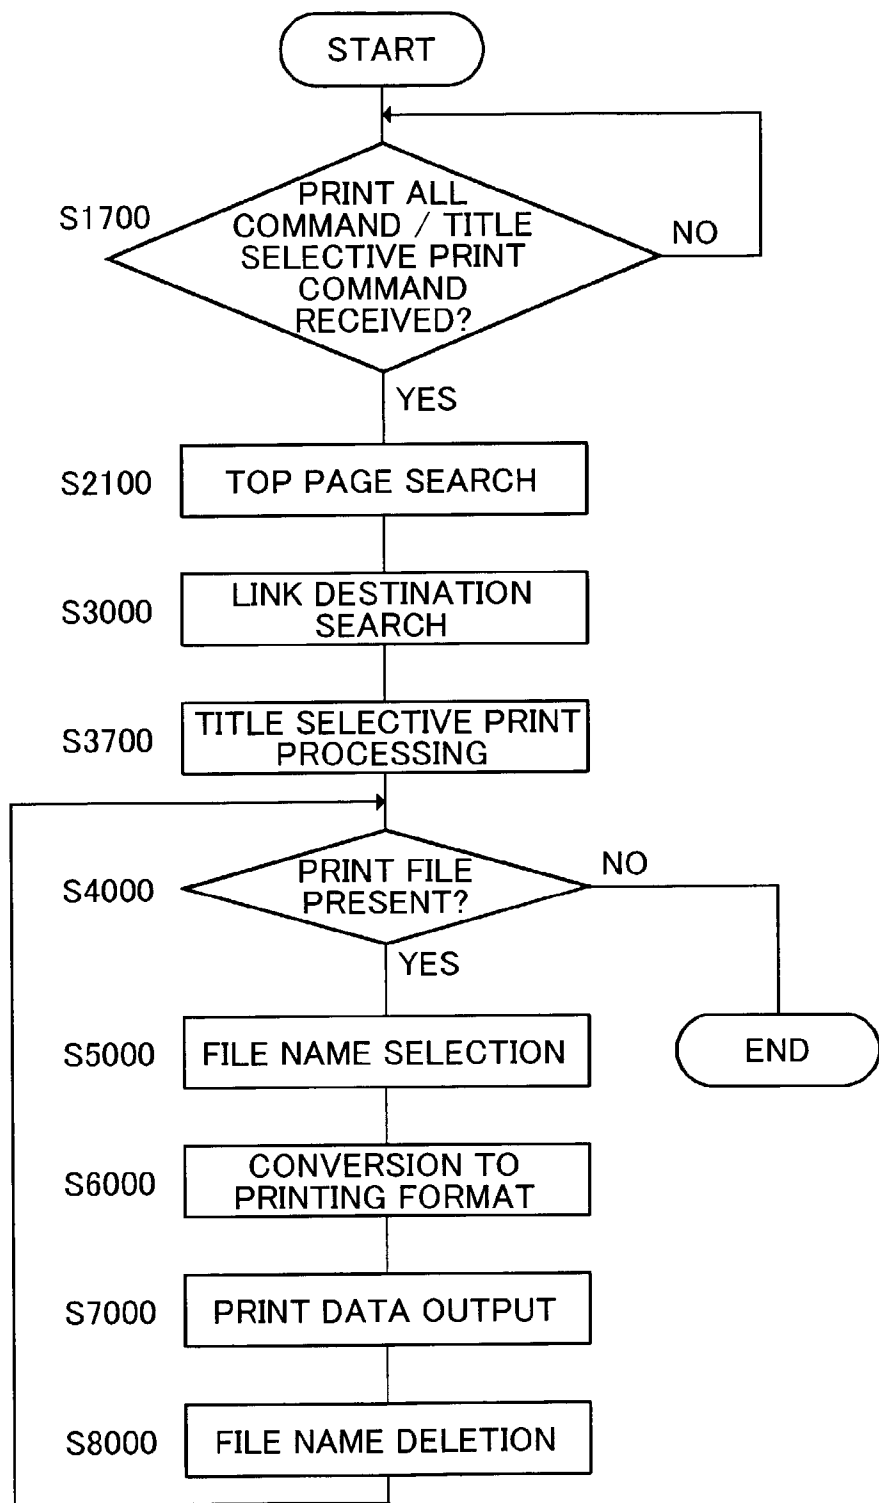 START
S1700
PRINT ALL
COMMAND / TITLE
SELECTIVE PRINT
COMMAND
RECEIVED?
NO
YES
S2100
TOP PAGE SEARCH
S3000
LINK DESTINATION
SEARCH
S3700
TITLE SELECTIVE PRINT
PROCESSING
S4000
PRINT FILE
PRESENT?
NO
YES
S5000
FILE NAME SELECTION
END
S6000
CONVERSION TO
PRINTING FORMAT
S7000
PRINT DATA OUTPUT
S8000
FILE NAME DELETION